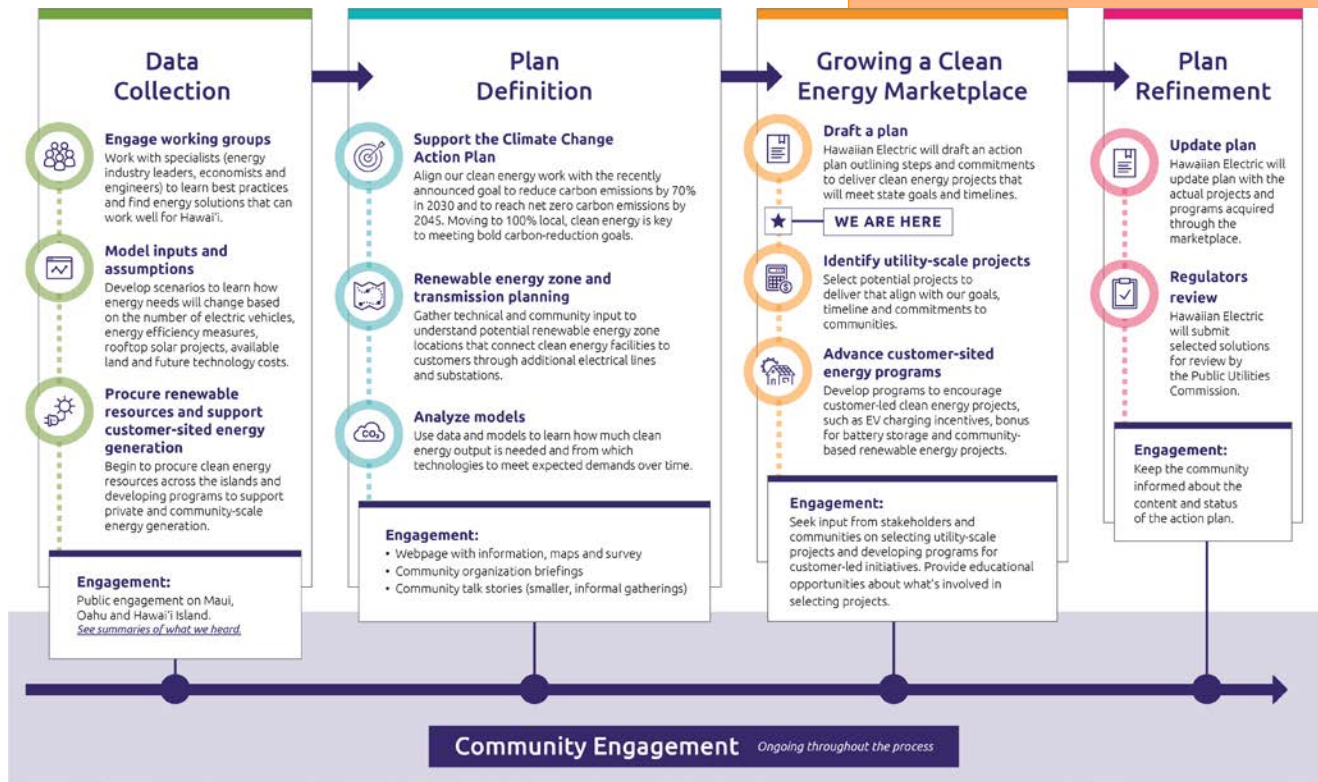 Data
Collection
Engage working groups
Work with specialists (energy
industry leaders, economists and
engineers) to learn best practices
and find energy solutions that can
work well for Hawai'i.
Model inputs and
assumptions
Develop scenarios to learn how
energy needs will change based
on the number of electric vehicles,
energy efficiency measures,
rooftop solar projects, available
land and future technology costs.
Procure renewable
resources and support
customer-sited energy
generation
Begin to procure clean energy
resources across the islands and
developing programs to support
private and community-scale
energy generation.
Engagement:
Public engagement on Maui,
Oahu and Hawai'i Island.
See summaries of what we heard.
Plan
Definition
Support the Climate Change
Action Plan
Align our clean energy work with the recently
announced goal to reduce carbon emissions by 70%
in 2030 and to reach net zero carbon emissions by
2045. Moving to 100% local, clean energy is key
to meeting bold carbon-reduction goals.
Renewable energy zone and
transmission planning
Gather technical and community input to
understand potential renewable energy zone
locations that connect clean energy facilities to
customers through additional electrical lines
and substations.
CO₂
Analyze models
Use data and models to learn how much clean
energy output is needed and from which
technologies to meet expected demands over time.
Engagement:
• Webpage with information, maps and survey
• Community organization briefings
• Community talk stories (smaller, informal gatherings)
Growing a Clean
Energy Marketplace
Draft a plan
Hawaiian Electric will draft an action
plan outlining steps and commitments
to deliver clean energy projects that
will meet state goals and timelines.
WE ARE HERE
Identify utility-scale projects
Select potential projects to
deliver that align with our goals,
timeline and commitments to
communities.
Advance customer-sited
energy programs
Develop programs to encourage
customer-led clean energy projects,
such as EV charging incentives, bonus
for battery storage and community-
based renewable energy projects.
Engagement:
Seek input from stakeholders and
communities on selecting utility-scale
projects and developing programs for
customer-led initiatives. Provide educational
opportunities about what's involved in
selecting projects.
Plan
Refinement
Update plan
Hawaiian Electric will
update plan with the
actual projects and
programs acquired
through the
marketplace.
Regulators
review
Hawaiian Electric
will submit
selected solutions
for review by
the Public Utilities
Commission.
Engagement:
Keep the community
informed about the
content and status
of the action plan.
Community Engagement Ongoing throughout the process